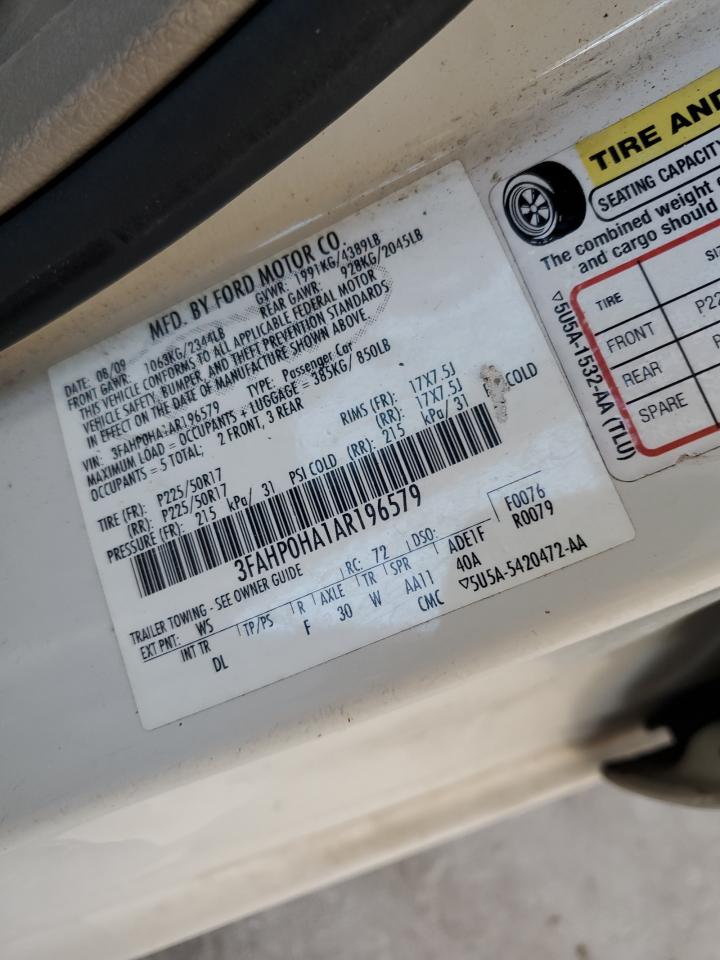 MFD. BY FORD MOTOR CO.
DATE: 08/09 GVWR: 1991KG/4389LB
FRONT GAWR: 1063KG/2344LB REAR GAWR: 928KG/2045LB
THIS VEHICLE CONFORMS TO ALL APPLICABLE FEDERAL MOTOR
VEHICLE SAFETY, BUMPER, AND THEFT PREVENTION STANDARDS
IN EFFECT ON THE DATE OF MANUFACTURE SHOWN ABOVE.
VIN: 3FAHP0HA1AR196579 TYPE: Passenger Car
MAXIMUM LOAD = OCCUPANTS + LUGGAGE = 385KG/ 850LB
OCCUPANTS = 5 TOTAL; 2 FRONT, 3 REAR
TIRE (FR): P225/50R17 RIMS (FR): 17X7.5J
(RR): P225/50R17 (RR): 17X7.5J
PRESSURE (FR): 215 kPa/ 31 PSI COLD (RR): 215 kPa/ 31 COLD
3FAHP0HA1AR196579
TRAILER TOWING - SEE OWNER GUIDE
F0076
R0079
EXT PNT: WS RC: 72 DSO: ADE1F
INT TR TP/PS R AXLE TR SPR 40A
DL F 30 W AA11 CMC
▽5U5A-5420472-AA
TIRE AND
SEATING CAPACITY
The combined weight
and cargo should
TIRE
FRONT
REAR
SPARE
▽5U5A-1532-AA (TLU)